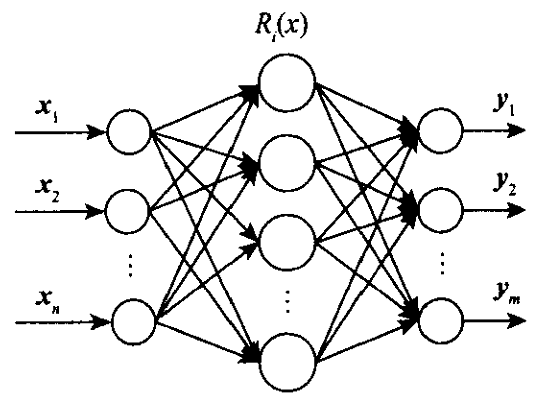 R_i(x)
x_1
y_1
x_2
y_2
⋮
⋮
⋮
x_n
y_m